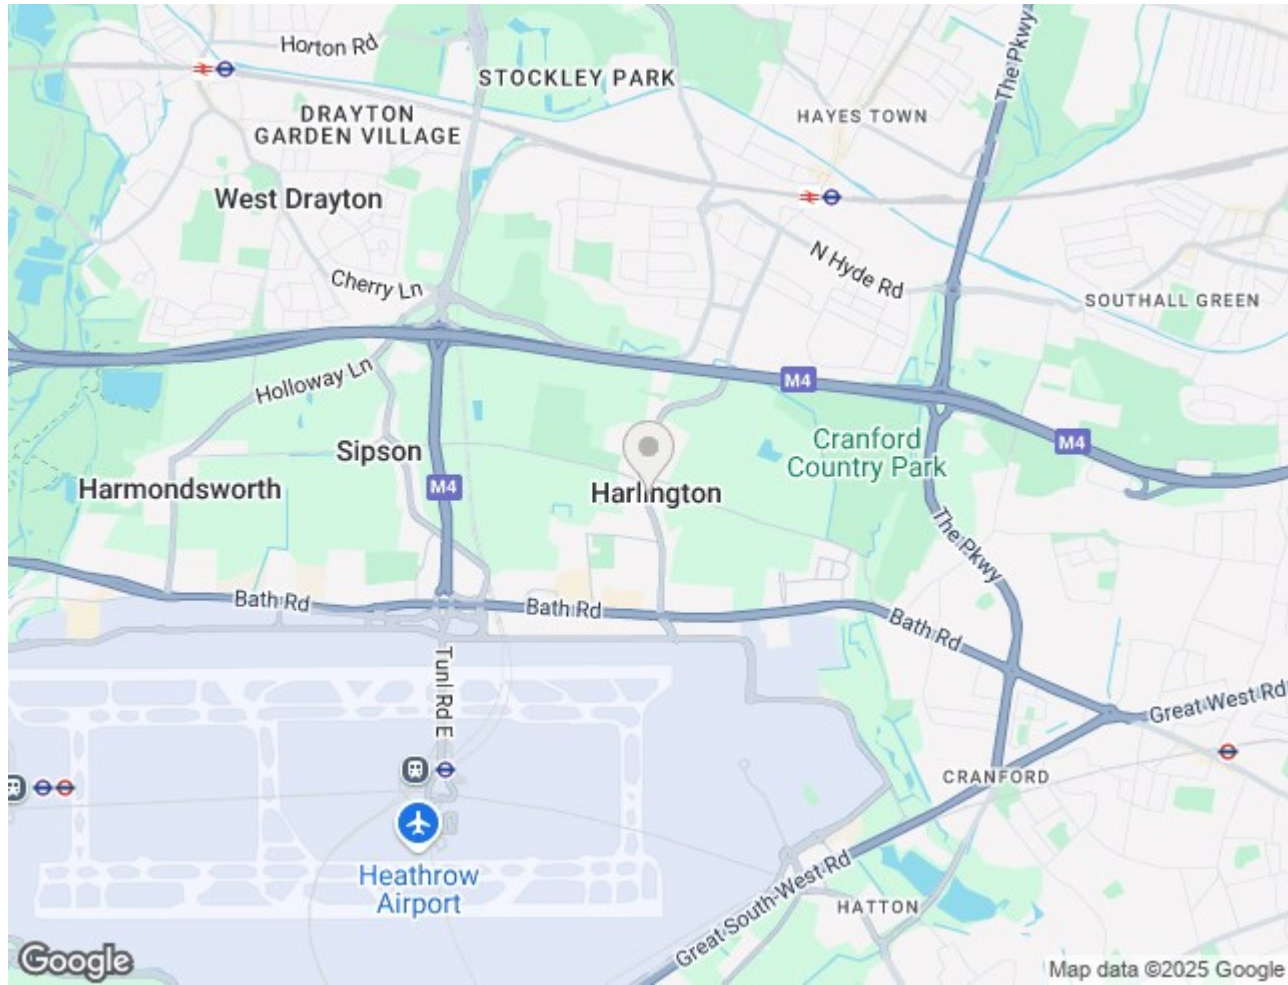 Horton Rd
STOCKLEY PARK
The Pkwy
DRAYTON
GARDEN VILLAGE
HAYES TOWN
West Drayton
N Hyde Rd
Cherry Ln
SOUTHALL GREEN
Holloway Ln
M4
Cranford
Country Park
M4
Sipson
Harmondsworth
M4
Harlington
The Pkwy
Bath Rd
Bath Rd
Bath Rd
Tunl Rd E
Great West Rd
CRANFORD
Heathrow
Airport
Great South-West Rd
HATTON
Google
Map data ©2025 Google